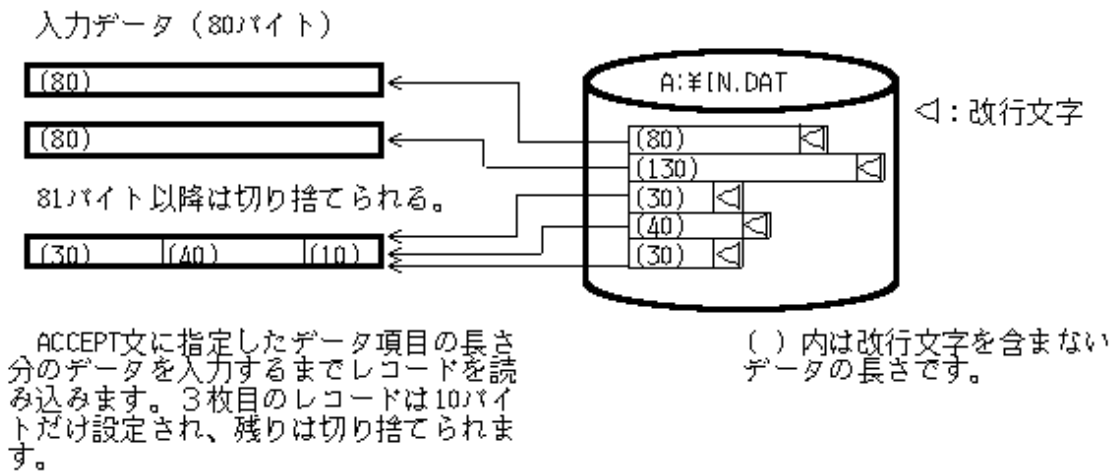 入力データ（80バイト）
(80)
A:¥IN.DAT
◁：改行文字
(80)
(80)
(130)
81バイト以降は切り捨てられる。
(30)
(40)
(30) (40) (10)
(30)
ACCEPT文に指定したデータ項目の長さ
分のデータを入力するまでレコードを読
み込みます。３枚目のレコードは10バイ
トだけ設定され、残りは切り捨てられま
す。
（ ）内は改行文字を含まない
データの長さです。